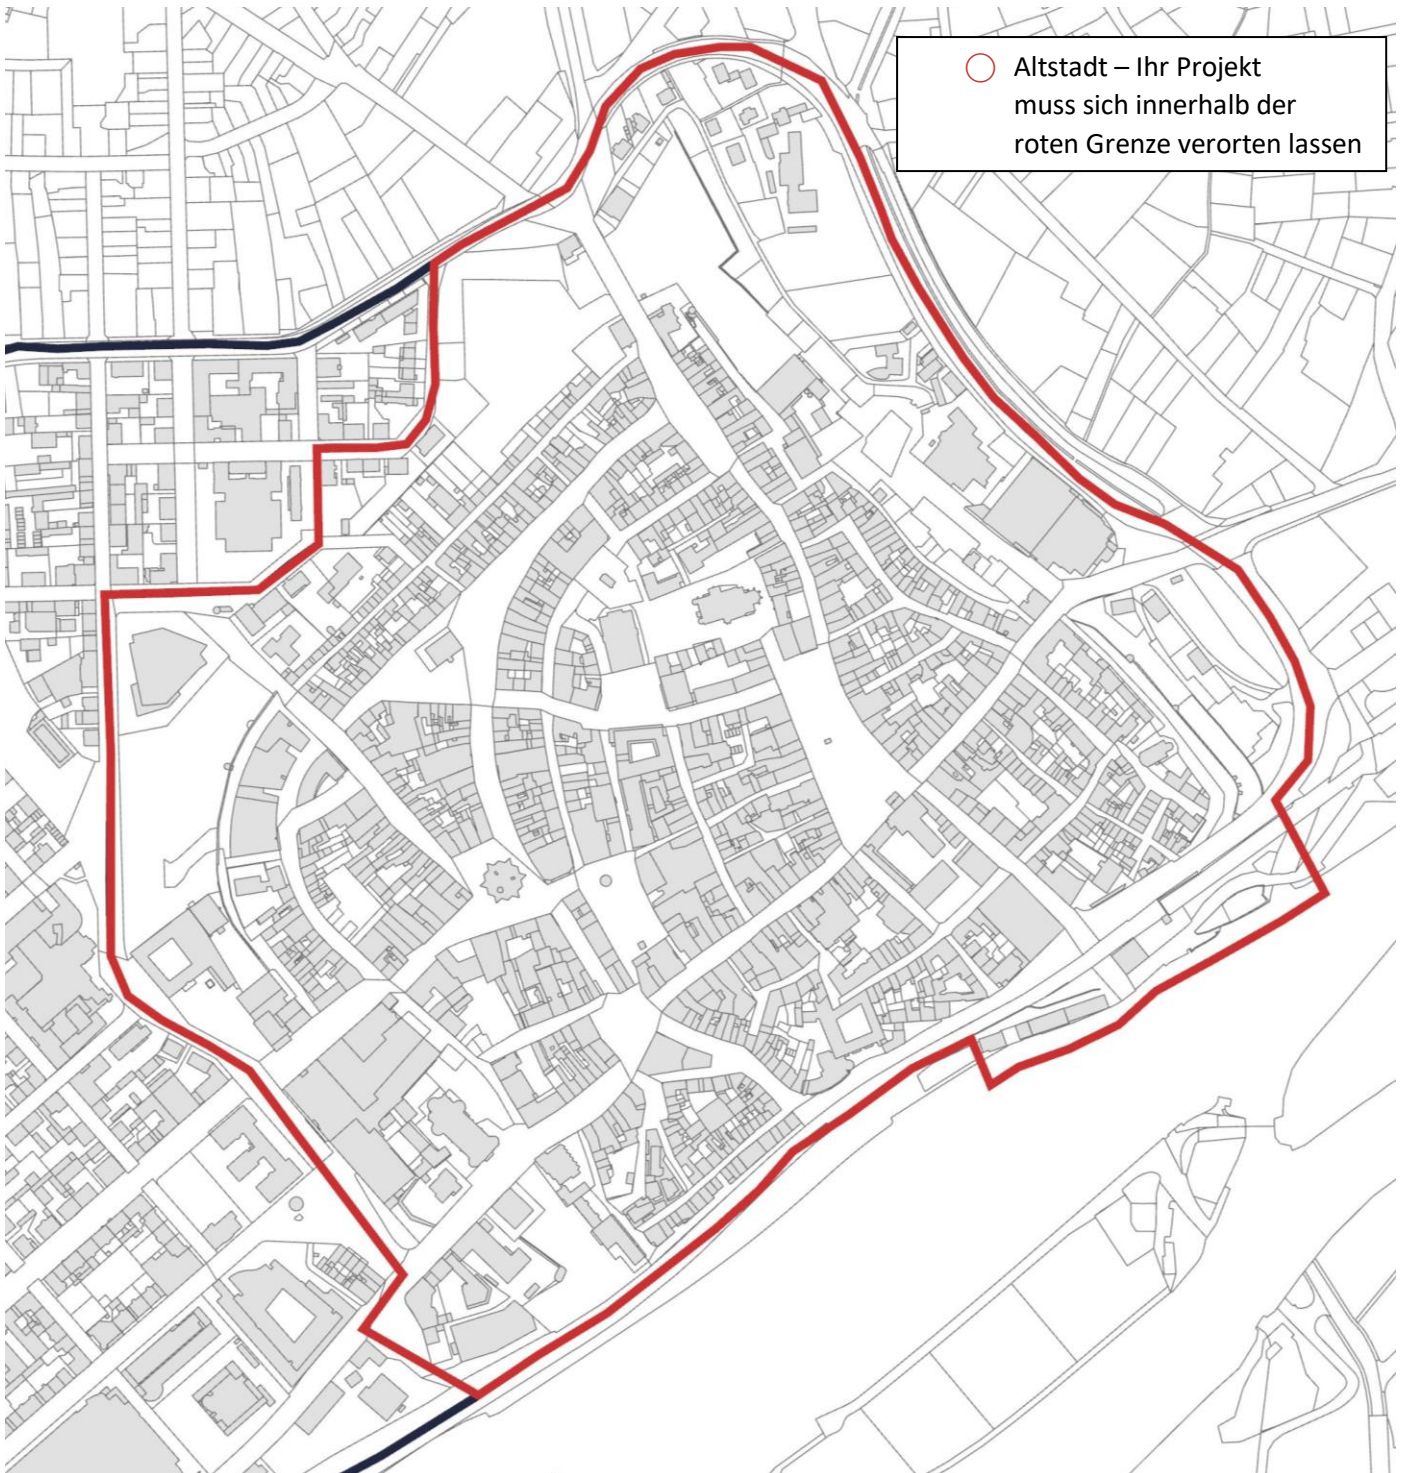 Altstadt – Ihr Projekt
muss sich innerhalb der
roten Grenze verorten lassen